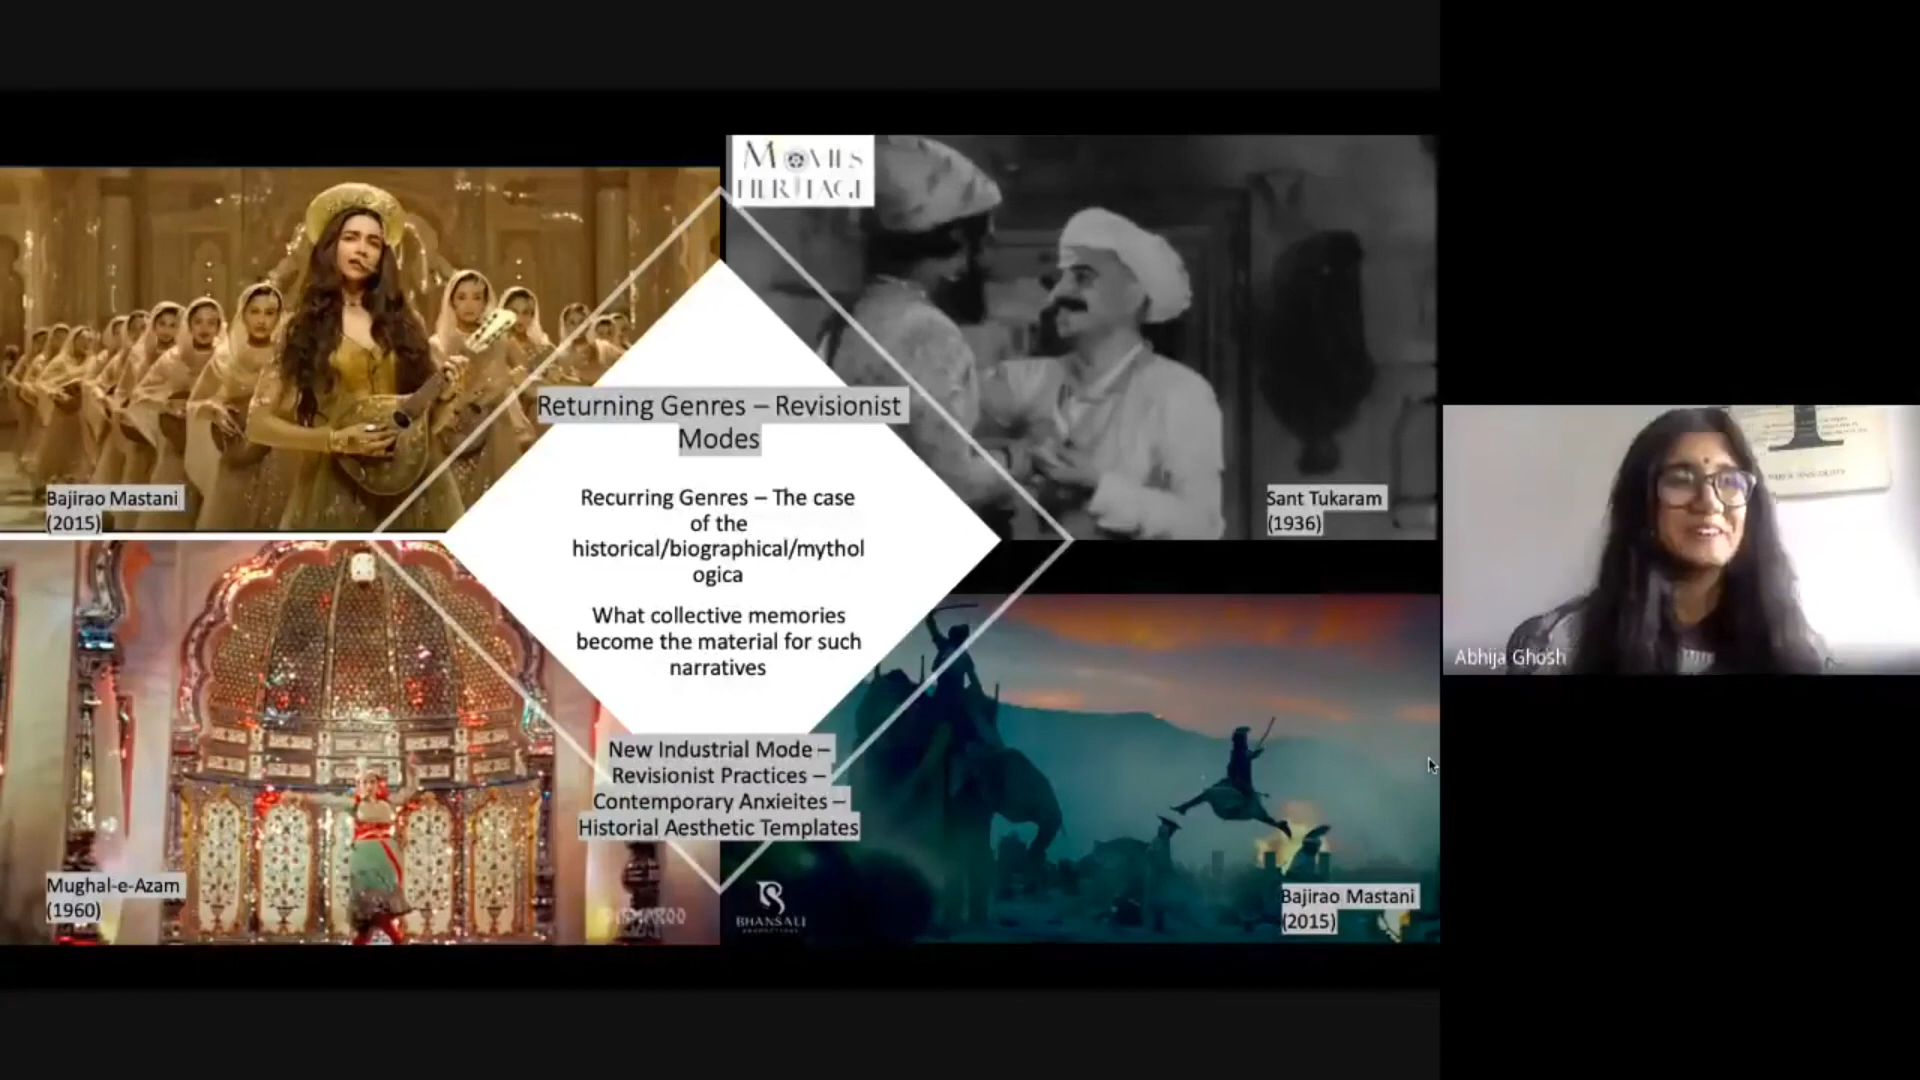 MOVIES
HERITAGE
Returning Genres – Revisionist
Modes
Recurring Genres – The case
of the
historical/biographical/mythol
ogica
What collective memories
become the material for such
narratives
New Industrial Mode –
Revisionist Practices –
Contemporary Anxieites –
Historial Aesthetic Templates
Bajirao Mastani
(2015)
Sant Tukaram
(1936)
Mughal-e-Azam
(1960)
Bajirao Mastani
(2015)
BHANSALI
PRODUCTIONS
Abhija Ghosh